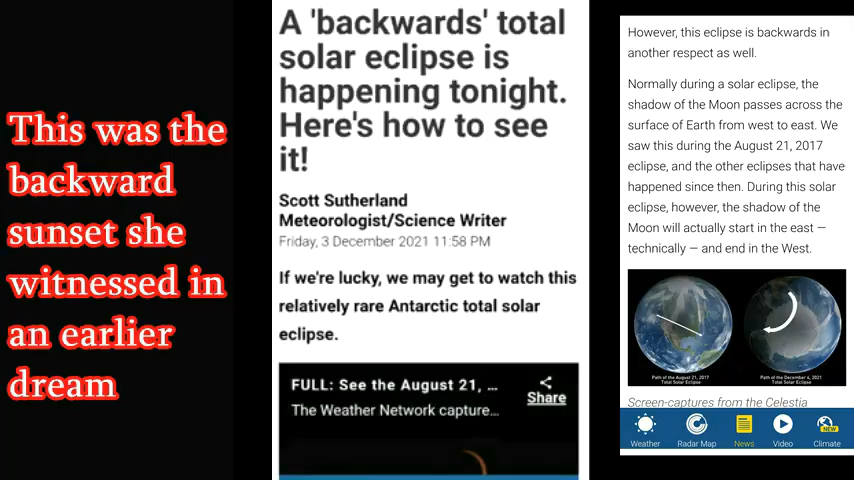 This was the
backward
sunset she
witnessed in
an earlier
dream
A 'backwards' total
solar eclipse is
happening tonight.
Here's how to see
it!
Scott Sutherland
Meteorologist/Science Writer
Friday, 3 December 2021 11:58 PM
If we're lucky, we may get to watch this
relatively rare Antarctic total solar
eclipse.
FULL: See the August 21, ...
The Weather Network capture...
Share
However, this eclipse is backwards in
another respect as well.
Normally during a solar eclipse, the
shadow of the Moon passes across the
surface of Earth from west to east. We
saw this during the August 21, 2017
eclipse, and the other eclipses that have
happened since then. During this solar
eclipse, however, the shadow of the
Moon will actually start in the east —
technically — and end in the West.
Path of the August 21, 2017
Total Solar Eclipse
Path of the December 4, 2021
Total Solar Eclipse
Screen-captures from the Celestia
Weather
Radar Map
News
Video
NEW
Climate